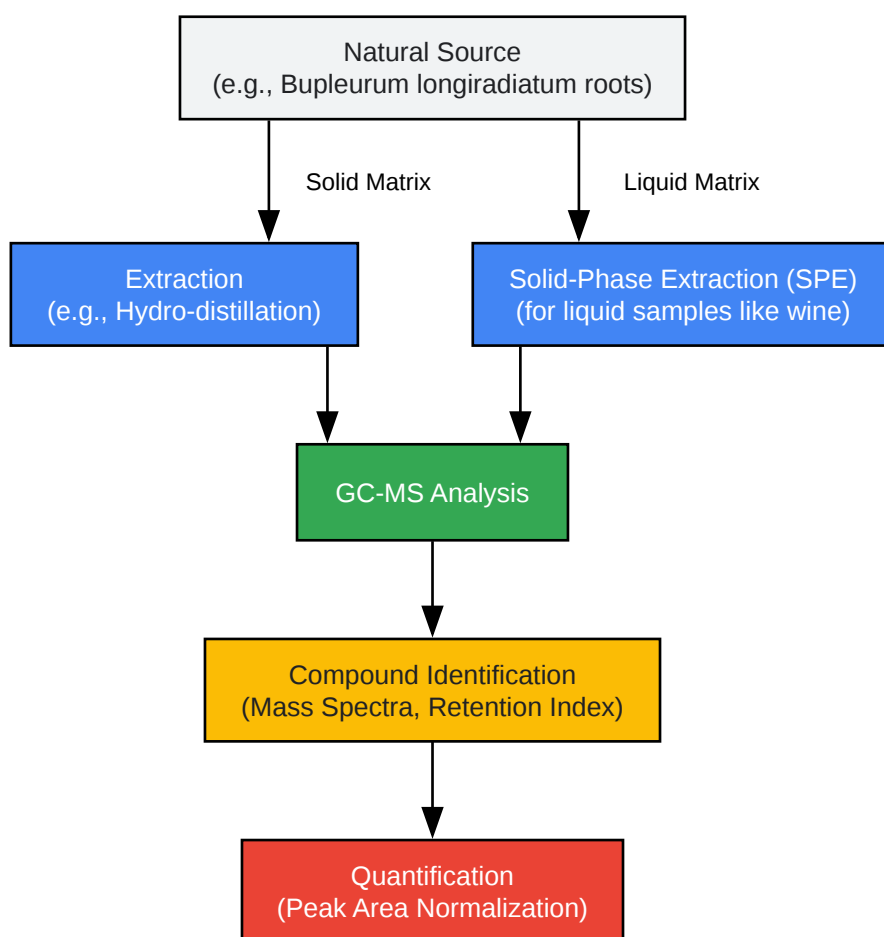 Natural Source
(e.g., Bupleurum longiradiatum roots)
Solid Matrix
Liquid Matrix
Extraction
(e.g., Hydro-distillation)
Solid-Phase Extraction (SPE)
(for liquid samples like wine)
GC-MS Analysis
Compound Identification
(Mass Spectra, Retention Index)
Quantification
(Peak Area Normalization)